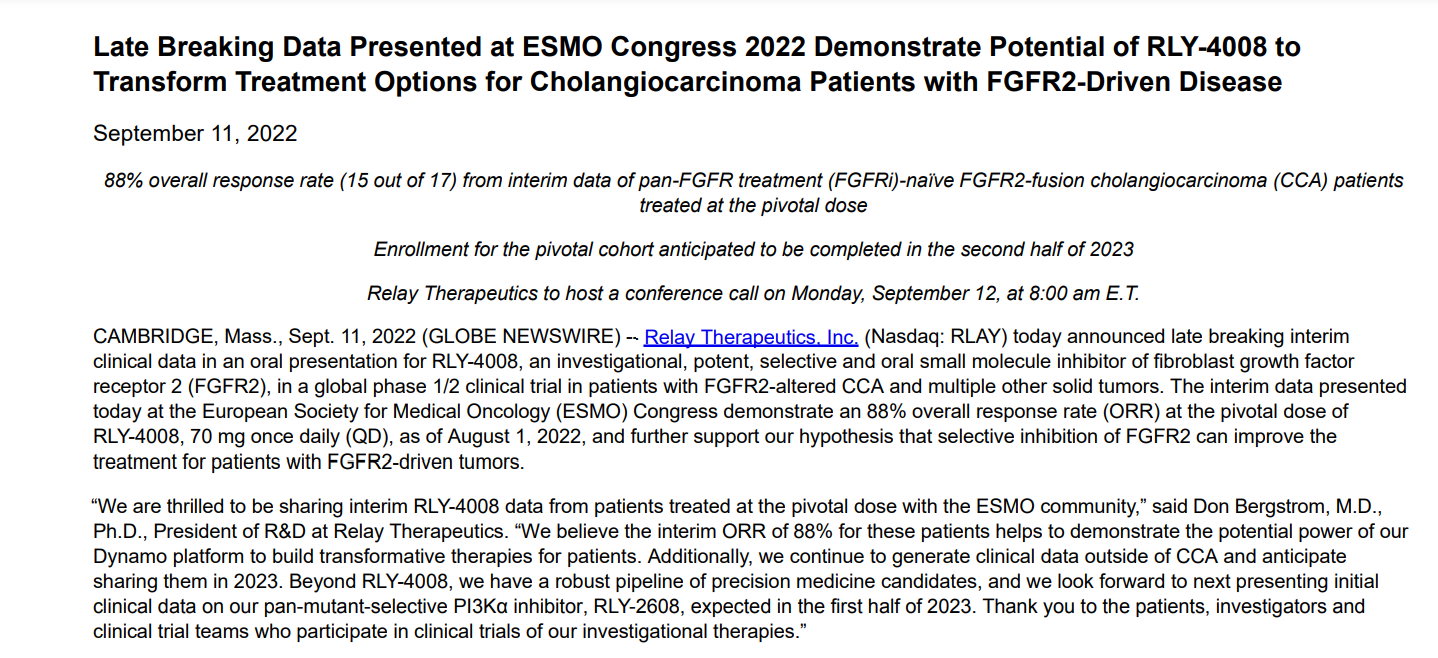 Late Breaking Data Presented at ESMO Congress 2022 Demonstrate Potential of RLY-4008 to
Transform Treatment Options for Cholangiocarcinoma Patients with FGFR2-Driven Disease
September 11, 2022
88% overall response rate (15 out of 17) from interim data of pan-FGFR treatment (FGFRi)-naïve FGFR2-fusion cholangiocarcinoma (CCA) patients
treated at the pivotal dose
Enrollment for the pivotal cohort anticipated to be completed in the second half of 2023
Relay Therapeutics to host a conference call on Monday, September 12, at 8:00 am E.T.
CAMBRIDGE, Mass., Sept. 11, 2022 (GLOBE NEWSWIRE) -- Relay Therapeutics, Inc. (Nasdaq: RLAY) today announced late breaking interim
clinical data in an oral presentation for RLY-4008, an investigational, potent, selective and oral small molecule inhibitor of fibroblast growth factor
receptor 2 (FGFR2), in a global phase 1/2 clinical trial in patients with FGFR2-altered CCA and multiple other solid tumors. The interim data presented
today at the European Society for Medical Oncology (ESMO) Congress demonstrate an 88% overall response rate (ORR) at the pivotal dose of
RLY-4008, 70 mg once daily (QD), as of August 1, 2022, and further support our hypothesis that selective inhibition of FGFR2 can improve the
treatment for patients with FGFR2-driven tumors.
“We are thrilled to be sharing interim RLY-4008 data from patients treated at the pivotal dose with the ESMO community,” said Don Bergstrom, M.D.,
Ph.D., President of R&D at Relay Therapeutics. “We believe the interim ORR of 88% for these patients helps to demonstrate the potential power of our
Dynamo platform to build transformative therapies for patients. Additionally, we continue to generate clinical data outside of CCA and anticipate
sharing them in 2023. Beyond RLY-4008, we have a robust pipeline of precision medicine candidates, and we look forward to next presenting initial
clinical data on our pan-mutant-selective PI3Kα inhibitor, RLY-2608, expected in the first half of 2023. Thank you to the patients, investigators and
clinical trial teams who participate in clinical trials of our investigational therapies.”